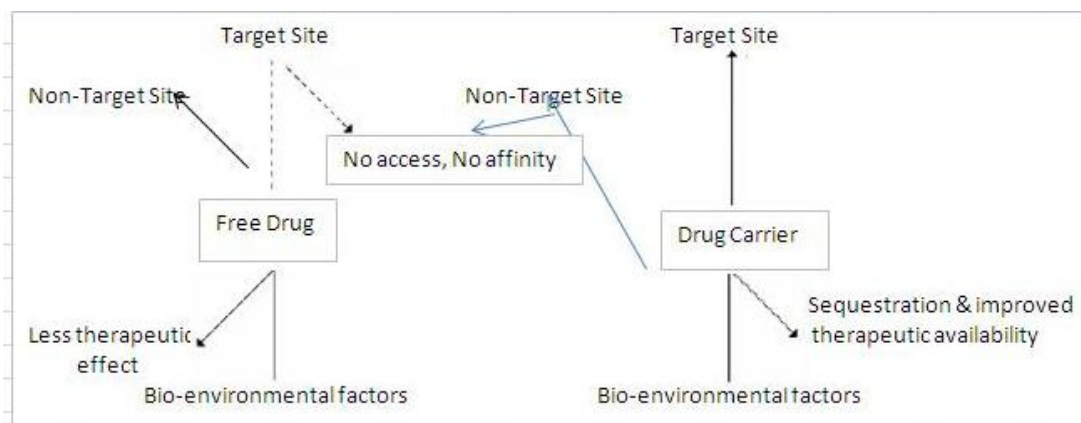 Target Site
Target Site
Non-Target Site
Non-Target Site
No access, No affinity
Free Drug
Drug Carrier
Sequestration & improved
therapeutic availability
Less therapeutic
effect
Bio-environmental factors
Bio-environmental factors